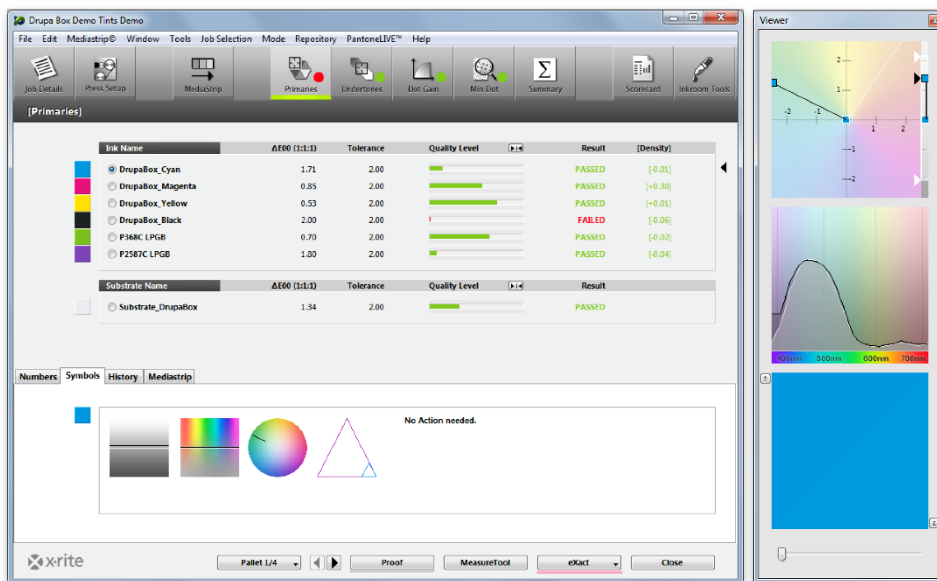 Drupa Box Demo Tints Demo
File Edit Mediastrip© Window Tools Job Selection Mode Repository PantoneLIVE™ Help
Job Details Press Setup MediaStrip Primaries Undertones Dot Gain Min Dot Summary Scorecard Inkroom Tools
[Primaries]
Ink Name ΔE00 (1:1:1) Tolerance Quality Level Result [Density]
DrupaBox_Cyan 1.71 2.00 PASSED [-0.01]
DrupaBox_Magenta 0.85 2.00 PASSED [+0.30]
DrupaBox_Yellow 0.53 2.00 PASSED [+0.01]
DrupaBox_Black 2.00 2.00 FAILED [-0.06]
P368C LPGB 0.70 2.00 PASSED [-0.02]
P2587C LPGB 1.80 2.00 PASSED [-0.04]
Substrate Name ΔE00 (1:1:1) Tolerance Quality Level Result
Substrate_DrupaBox 1.34 2.00 PASSED
Numbers Symbols History Mediastrip
No Action needed.
x·rite Pallet 1/4 Proof MeasureTool eXact Close
Viewer
2
1
-2 -1 1 2
-1
-2
400nm 500nm 600nm 700nm